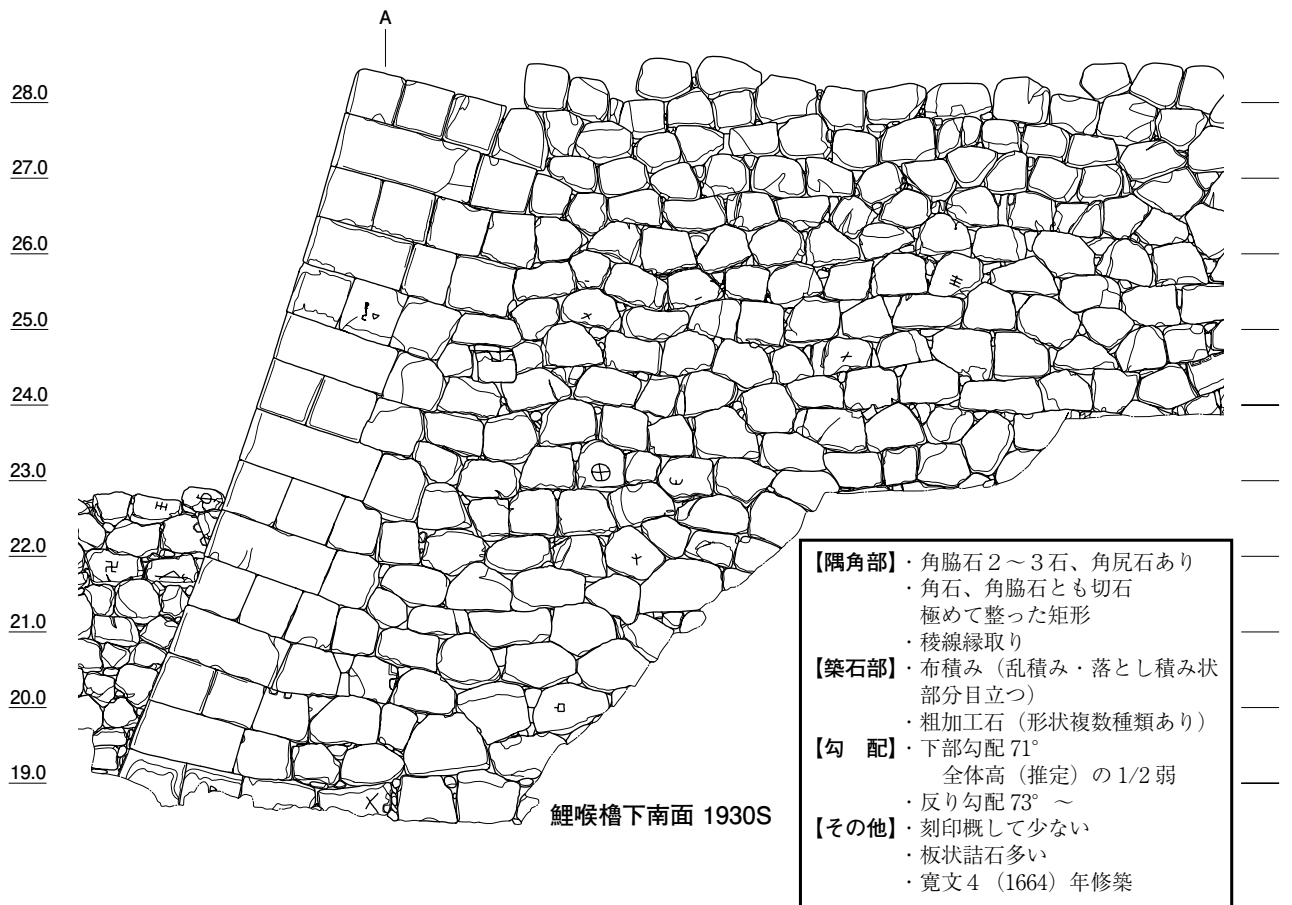 A
28.0
27.0
26.0
25.0
24.0
23.0
22.0
21.0
20.0
19.0
鯉喉櫓下南面 1930S
【隅角部】・角脇石２～３石、角尻石あり
・角石、角脇石とも切石
極めて整った矩形
・稜線縁取り
【築石部】・布積み（乱積み・落とし積み状
部分目立つ）
・粗加工石（形状複数種類あり）
【勾　配】・下部勾配 71°
全体高（推定）の 1/2 弱
・反り勾配 73° ～
【その他】・刻印概して少ない
・板状詰石多い
・寛文４（1664）年修築